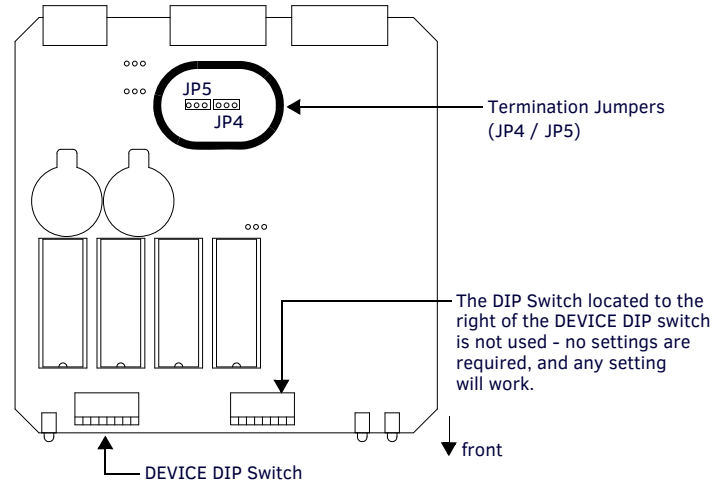 JP5
JP4
Termination Jumpers
(JP4 / JP5)
The DIP Switch located to the
right of the DEVICE DIP switch
is not used - no settings are
required, and any setting
will work.
front
DEVICE DIP Switch